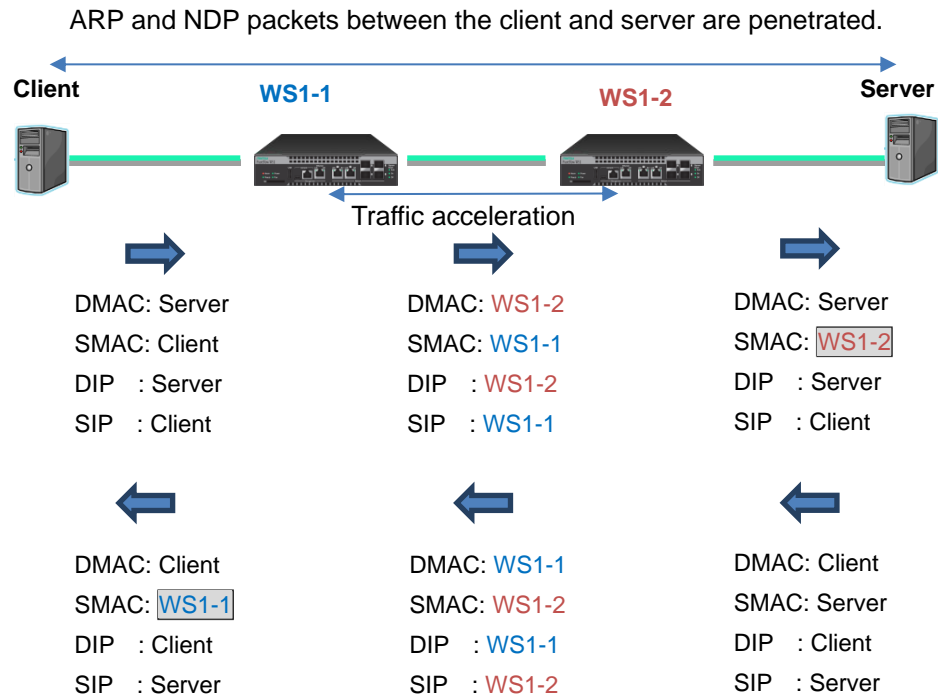 ARP and NDP packets between the client and server are penetrated.
Client
WS1-1
WS1-2
Server
Traffic acceleration
DMAC: Server
SMAC: Client
DIP : Server
SIP : Client
DMAC: WS1-2
SMAC: WS1-1
DIP : WS1-2
SIP : WS1-1
DMAC: Server
SMAC: WS1-2
DIP : Server
SIP : Client
DMAC: Client
SMAC: WS1-1
DIP : Client
SIP : Server
DMAC: WS1-1
SMAC: WS1-2
DIP : WS1-1
SIP : WS1-2
DMAC: Client
SMAC: Server
DIP : Client
SIP : Server